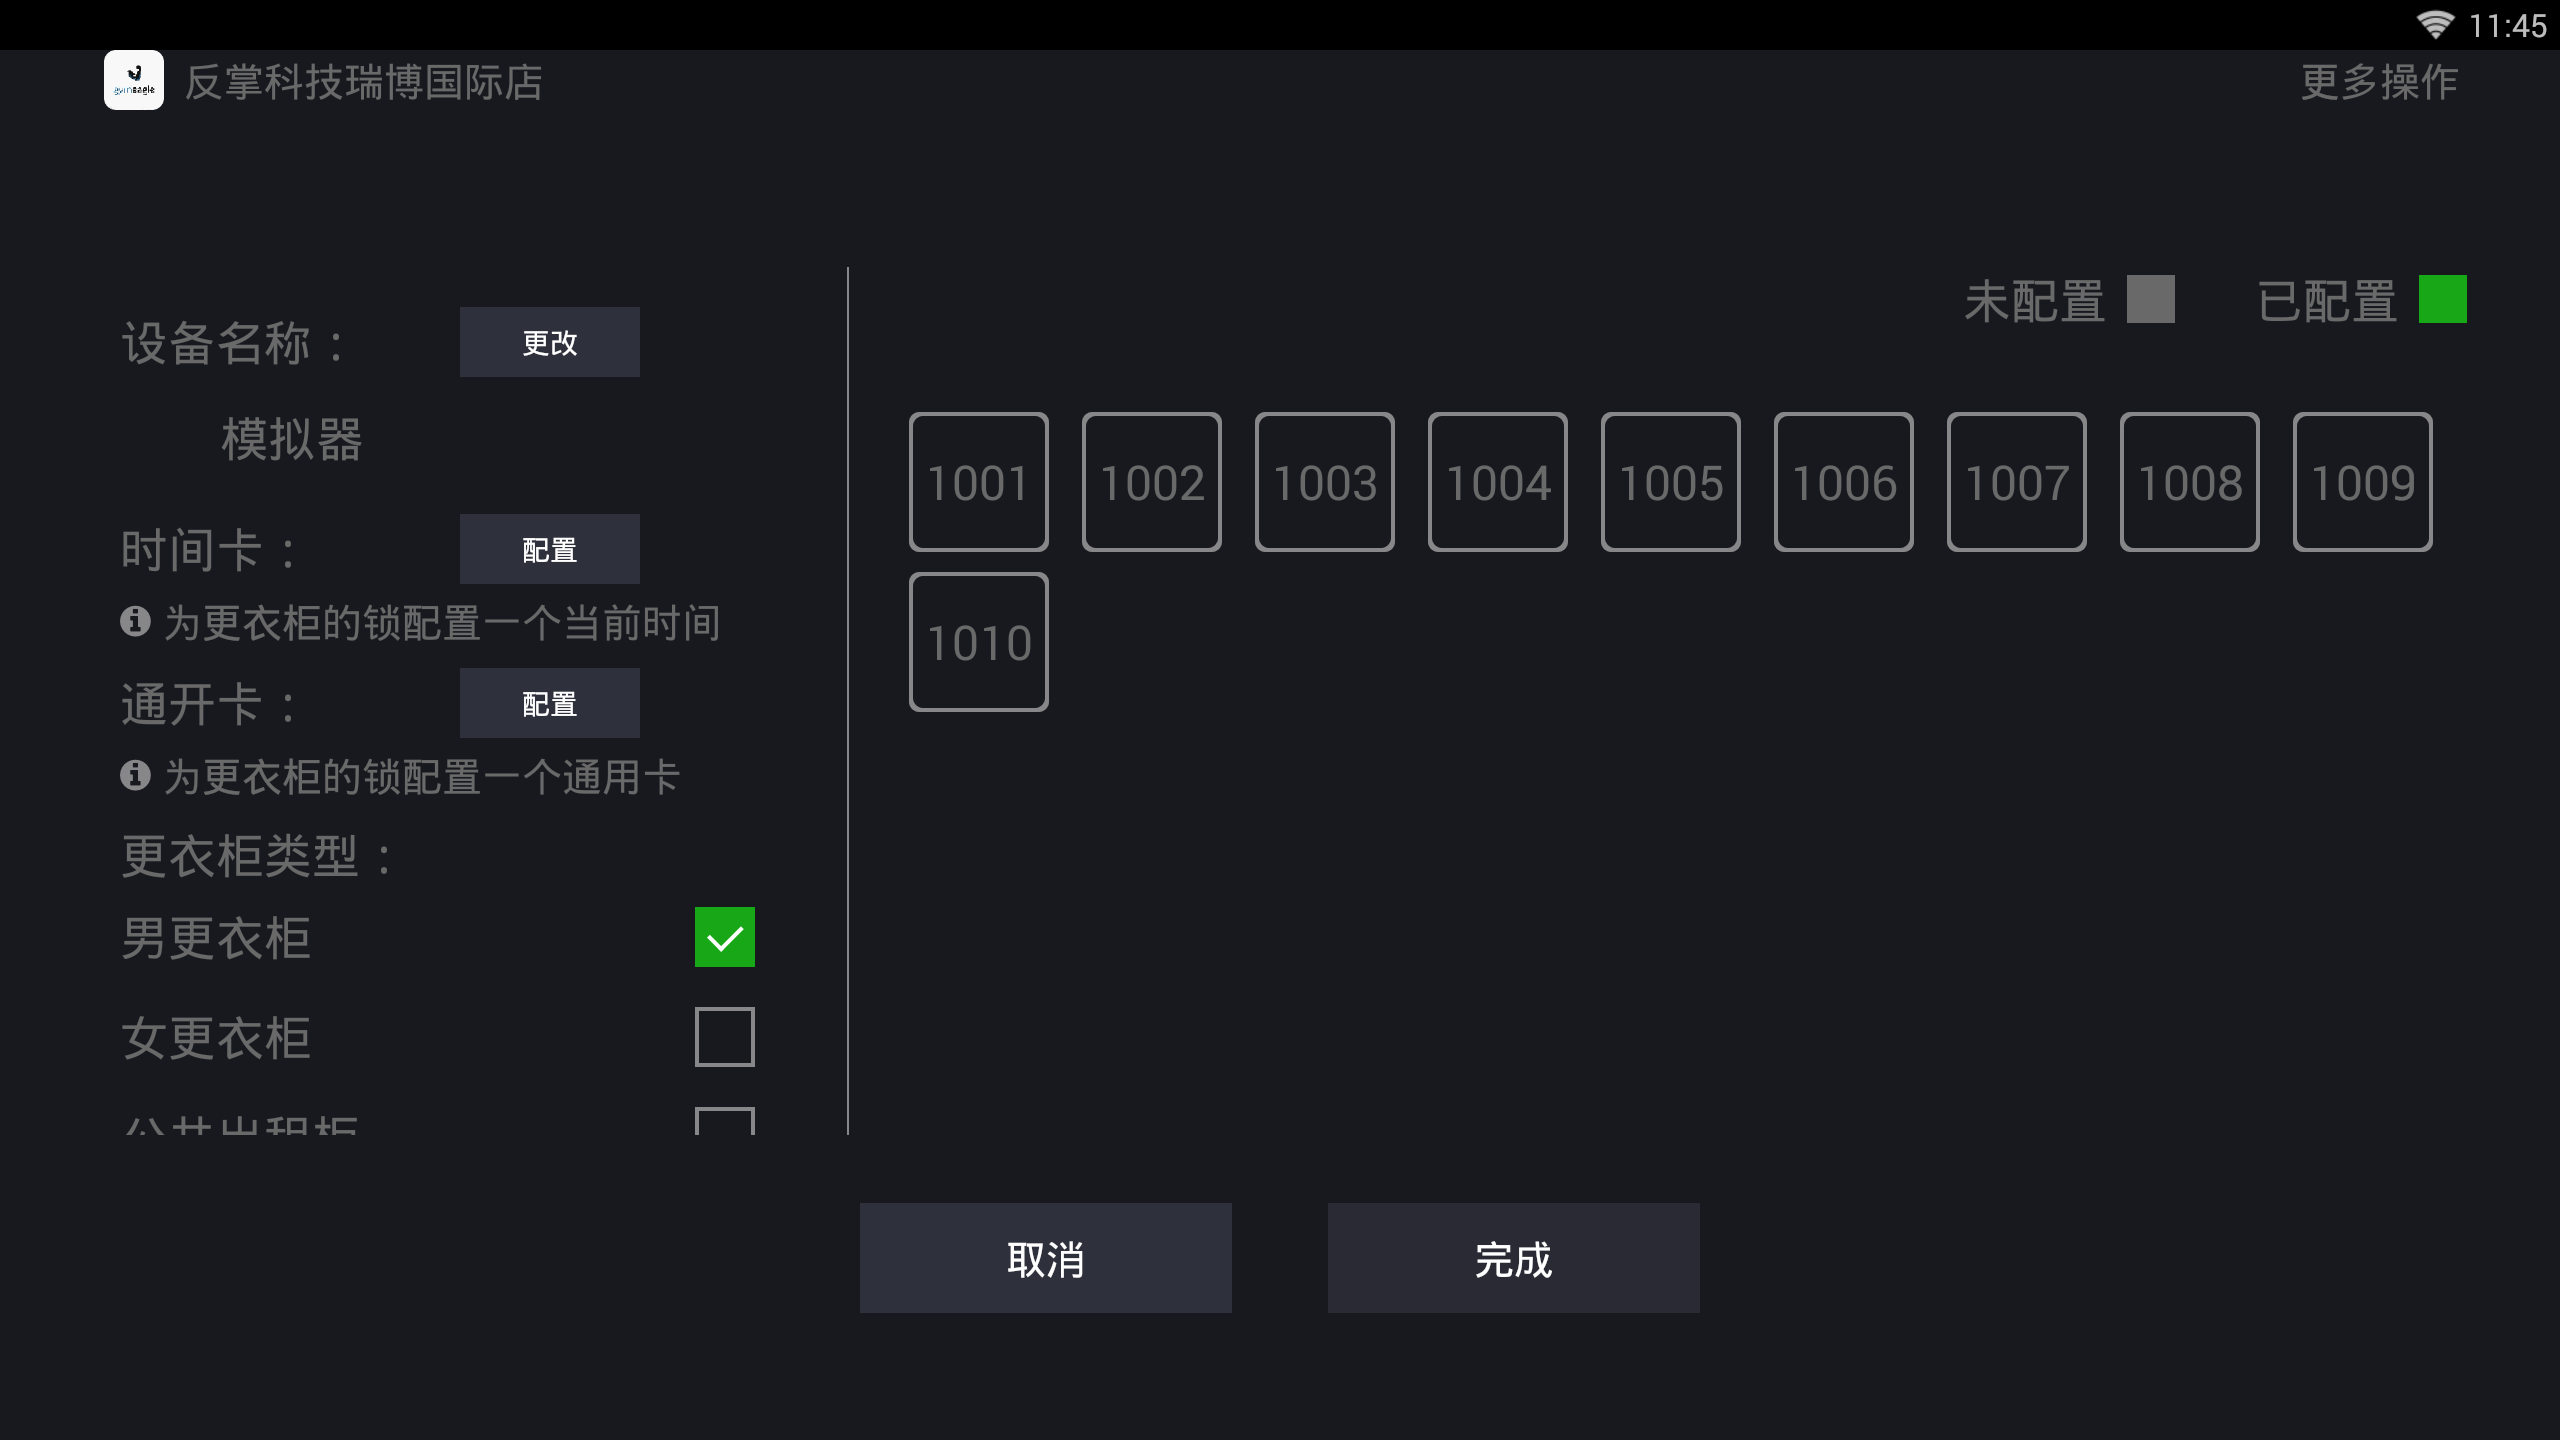 11:45
gymeagle
反掌科技瑞博国际店
更多操作
未配置
已配置
设备名称：
更改
模拟器
时间卡：
配置
为更衣柜的锁配置一个当前时间
通开卡：
配置
为更衣柜的锁配置一个通用卡
更衣柜类型：
男更衣柜
女更衣柜
公共出租柜
1001 1002 1003 1004 1005 1006 1007 1008 1009
1010
取消
完成